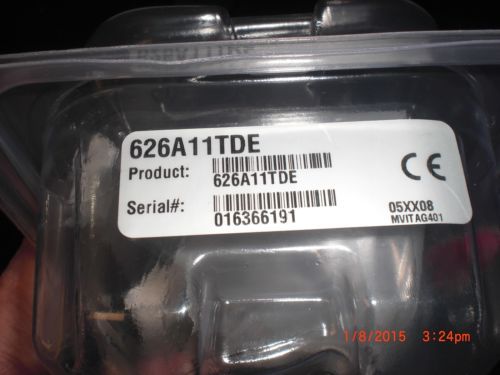 626A11TDE
Product:
626A11TDE
Serial#:
016366191
CE
05XX08
MVITAG401
1/8/2015 3:24pm